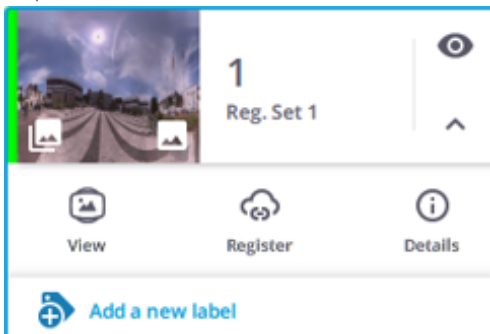 1
Reg. Set 1
View
Register
Details
Add a new label